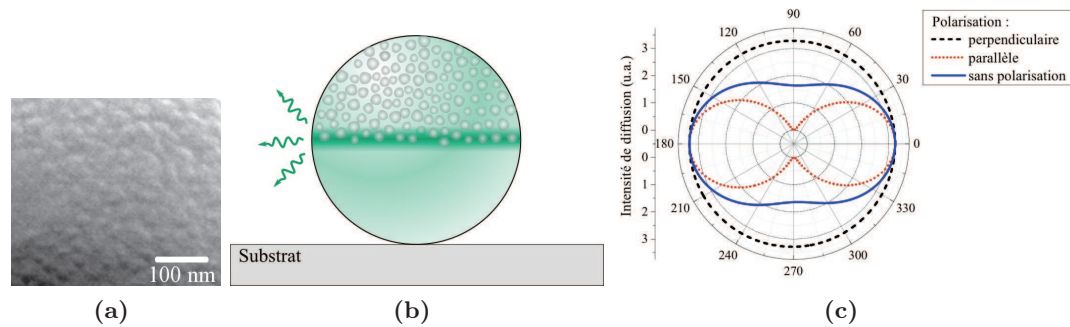 100 nm
(a)
Substrat
(b)
Polarisation :
perpendiculaire
parallèle
sans polarisation
Intensité de diffusion (u.a.)
3
2
1
0
0
1
2
3
90
60
30
0
330
300
270
240
210
180
150
120
(c)